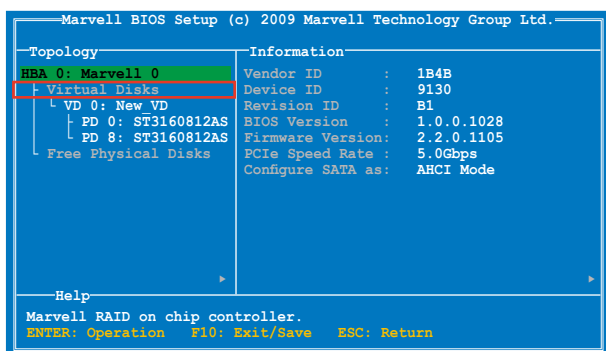 Marvell BIOS Setup (c) 2009 Marvell Technology Group Ltd.
Topology
HBA 0: Marvell 0
Virtual Disks
VD 0: New_VD
PD 0: ST3160812AS
PD 8: ST3160812AS
Free Physical Disks
Information
Vendor ID : 1B4B
Device ID : 9130
Revision ID : B1
BIOS Version : 1.0.0.1028
Firmware Version: 2.2.0.1105
PCIe Speed Rate : 5.0Gbps
Configure SATA as: AHCI Mode
Help
Marvell RAID on chip controller.
ENTER: Operation F10: Exit/Save ESC: Return